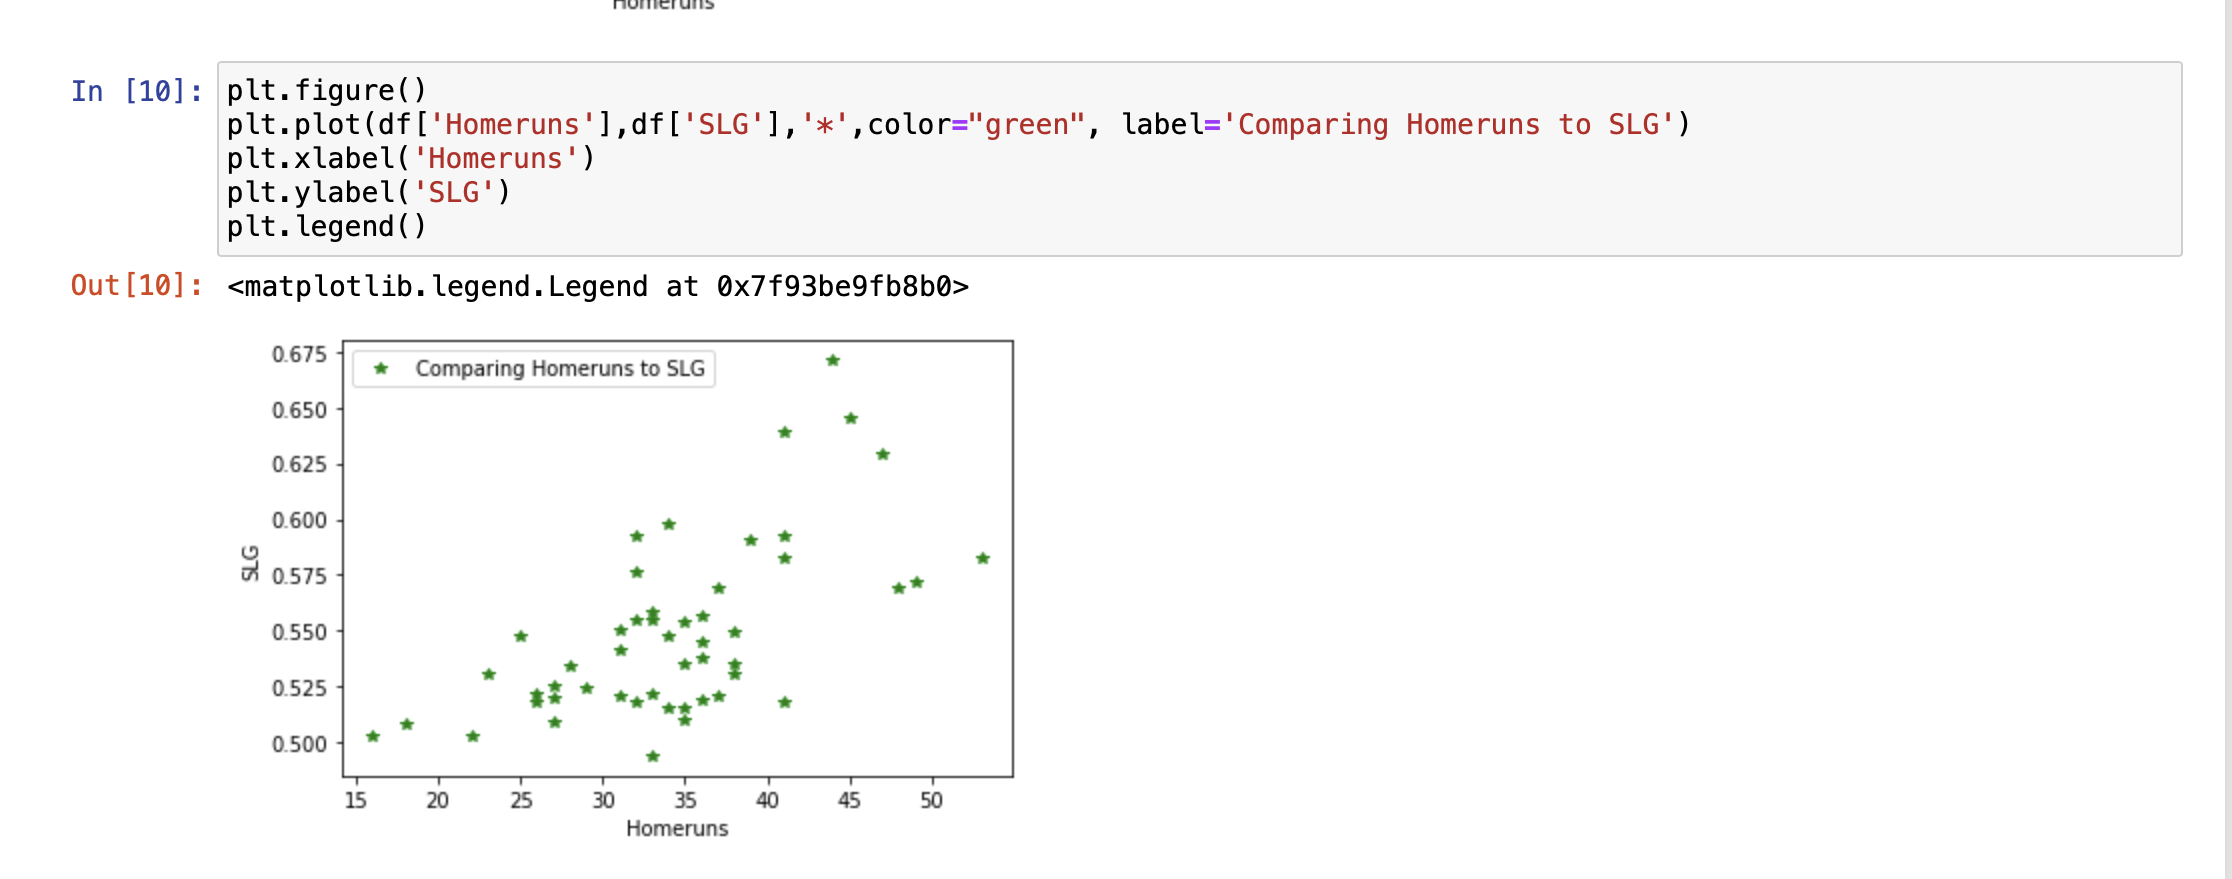 Homeruns
In [10]:
plt.figure()
plt.plot(df['Homeruns'],df['SLG'],'*',color="green", label='Comparing Homeruns to SLG')
plt.xlabel('Homeruns')
plt.ylabel('SLG')
plt.legend()
Out[10]:
<matplotlib.legend.Legend at 0x7f93be9fb8b0>
Comparing Homeruns to SLG
0.675
0.650
0.625
0.600
0.575
0.550
0.525
0.500
SLG
15 20 25 30 35 40 45 50
Homeruns